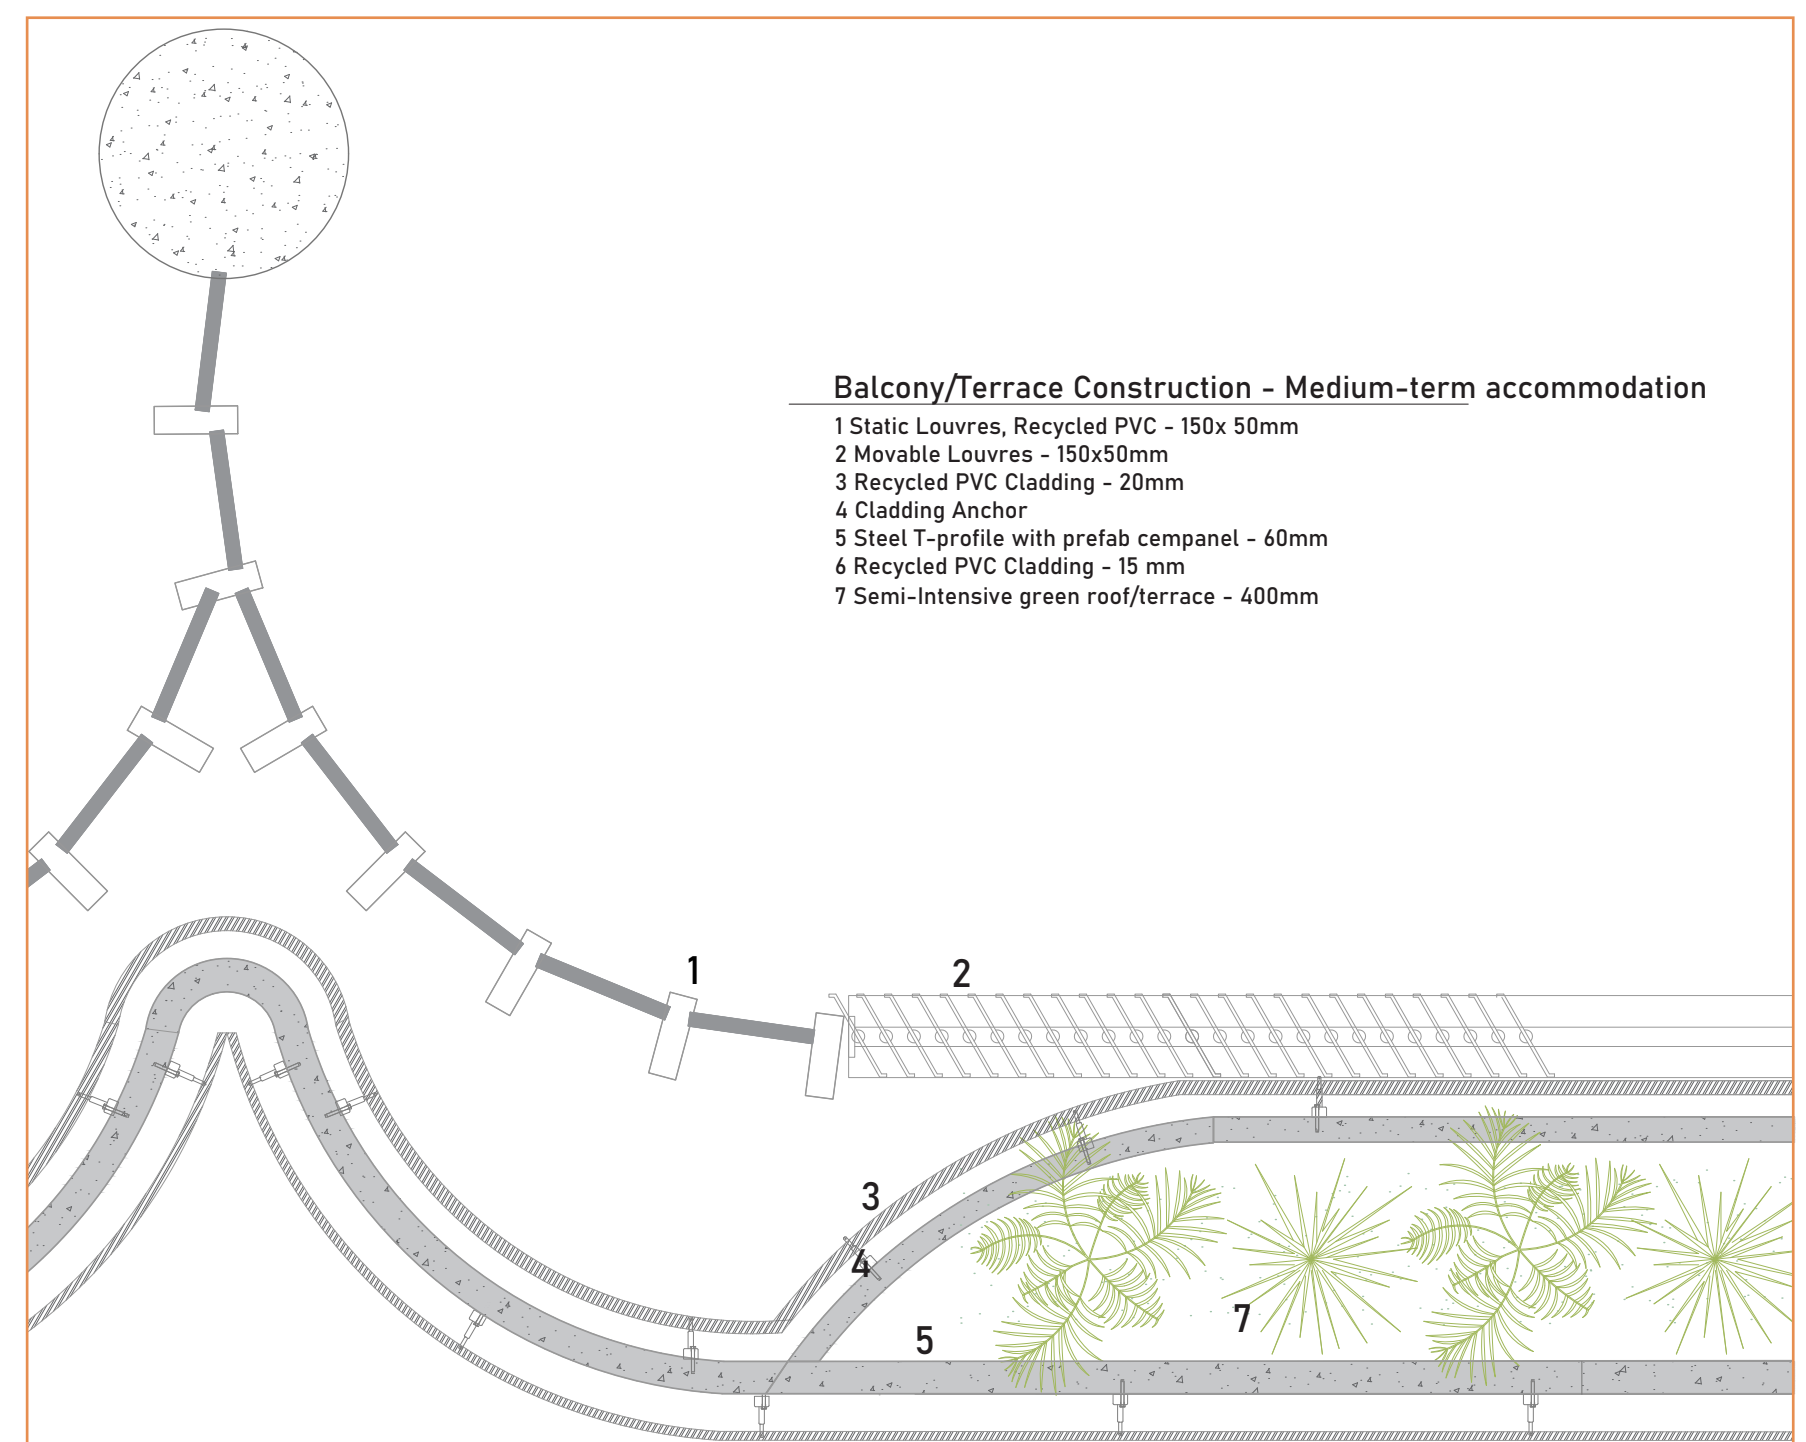 Balcony/Terrace Construction - Medium-term accommodation
1 Static Louvres, Recycled PVC - 150x 50mm
2 Movable Louvres - 150x50mm
3 Recycled PVC Cladding - 20mm
4 Cladding Anchor
5 Steel T-profile with prefab cempanel - 60mm
6 Recycled PVC Cladding - 15 mm
7 Semi-Intensive green roof/terrace - 400mm
1
2
3
4
5
7